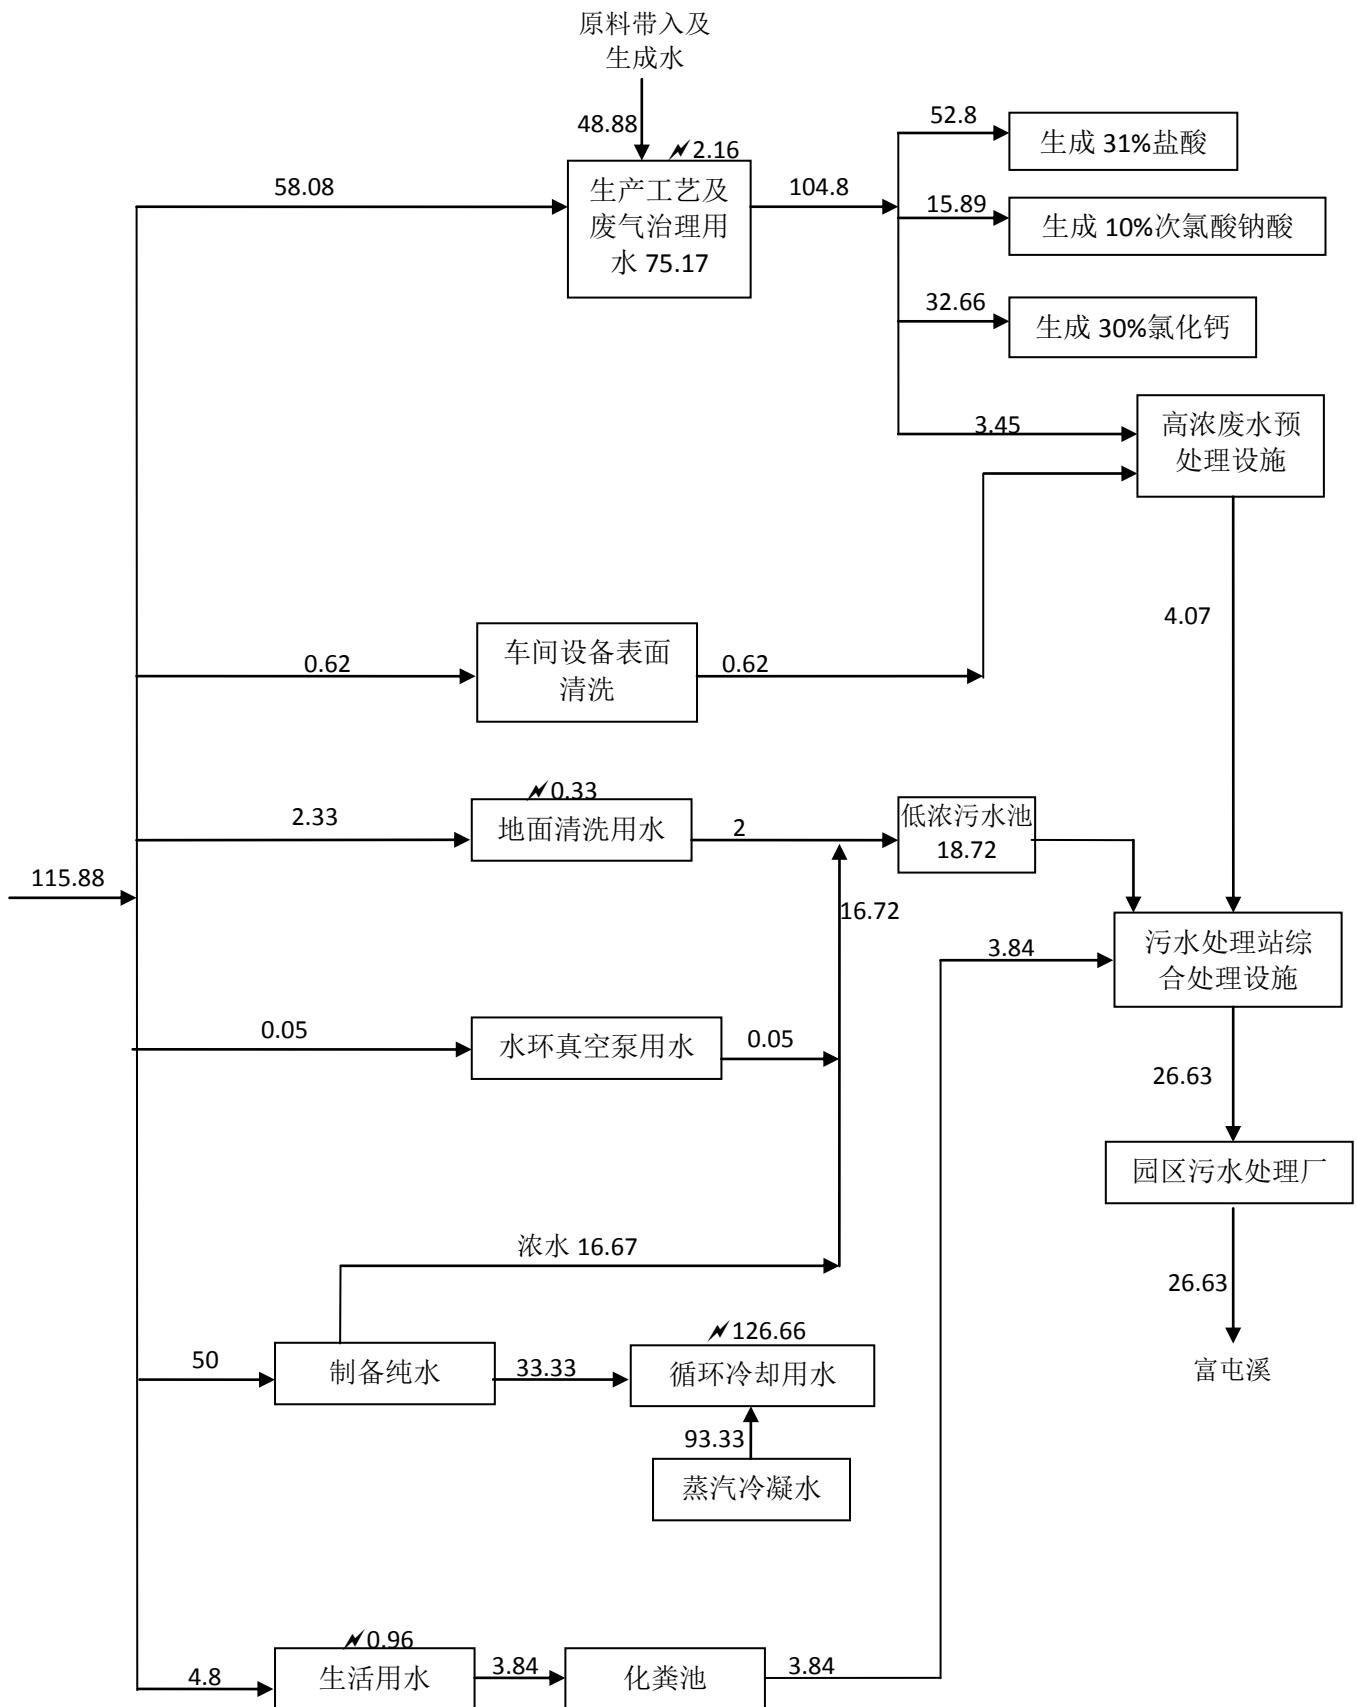 原料带入及
生成水
48.88
2.16
52.8
生成 31%盐酸
58.08
生产工艺及
废气治理用
水 75.17
104.8
15.89
生成 10%次氯酸钠酸
32.66
生成 30%氯化钙
3.45
高浓废水预
处理设施
4.07
0.62
车间设备表面
清洗
0.62
0.33
2.33
地面清洗用水
2
低浓污水池
18.72
115.88
16.72
3.84
污水处理站综
合处理设施
0.05
水环真空泵用水
0.05
26.63
园区污水处理厂
浓水 16.67
26.63
126.66
50
制备纯水
33.33
循环冷却用水
富屯溪
93.33
蒸汽冷凝水
0.96
4.8
生活用水
3.84
化粪池
3.84